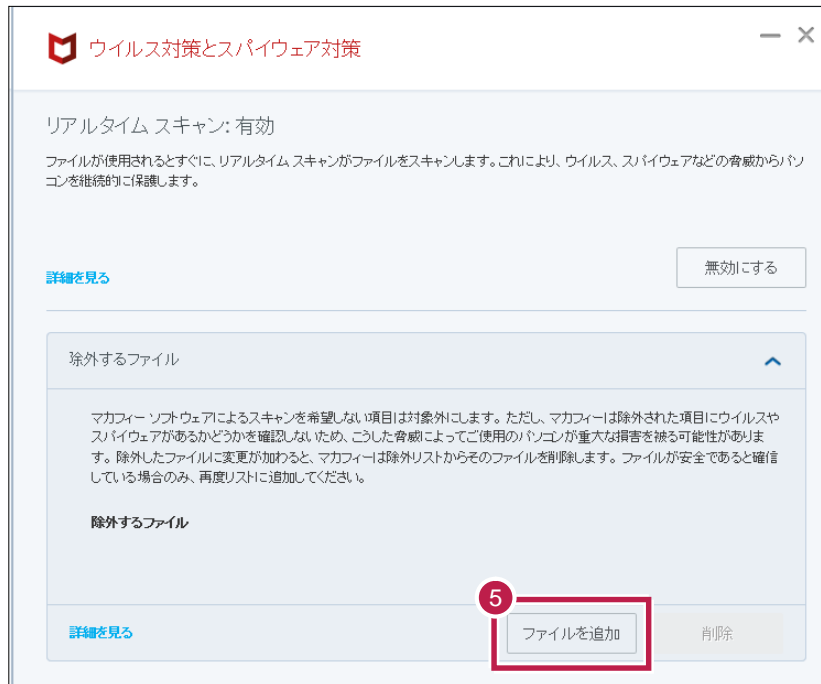 ウイルス対策とスパイウェア対策
リアルタイム スキャン: 有効
ファイルが使用されるとすぐに、リアルタイム スキャンがファイルをスキャンします。これにより、ウイルス、スパイウェアなどの脅威からパソ
コンを継続的に保護します。
詳細を見る
無効にする
除外するファイル
マカフィー ソフトウェアによるスキャンを希望しない項目は対象外にします。ただし、マカフィーは除外された項目にウイルスや
スパイウェアがあるかどうかを確認しないため、こうした脅威によってご使用のパソコンが重大な損害を被る可能性がありま
す。除外したファイルに変更が加わると、マカフィーは除外リストからそのファイルを削除します。ファイルが安全であると確信
している場合のみ、再度リストに追加してください。
除外するファイル
5
詳細を見る
ファイルを追加
削除